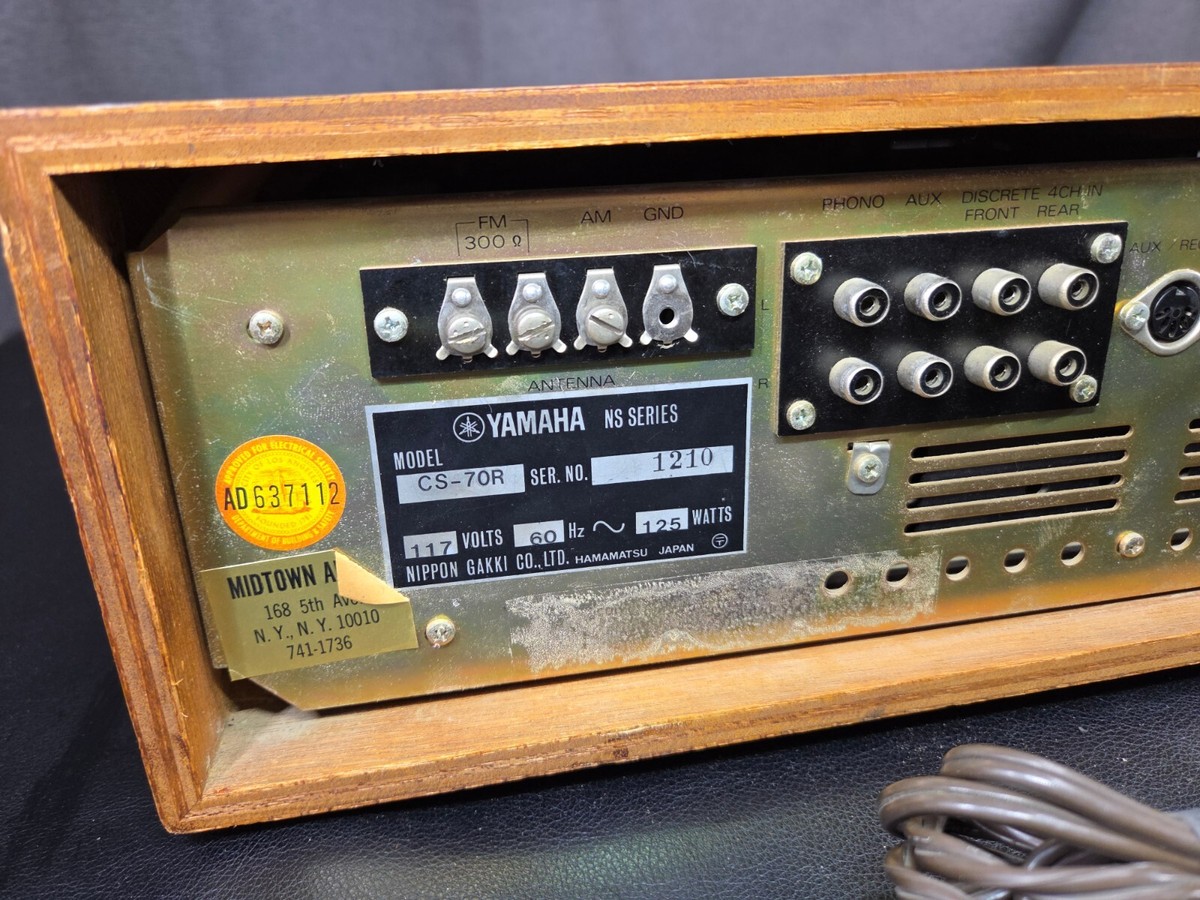 FM
300 Ω
AM
GND
PHONO
AUX
DISCRETE 4CH IN
FRONT REAR
AUX
L
R
ANTENNA
YAMAHA NS SERIES
MODEL
CS-70R
SER. NO.
1210
117 VOLTS 60 Hz 125 WATTS
NIPPON GAKKI CO.,LTD. HAMAMATSU JAPAN
AD637112
MIDTOWN
168 5th
N.Y., N.Y. 10010
741-1736